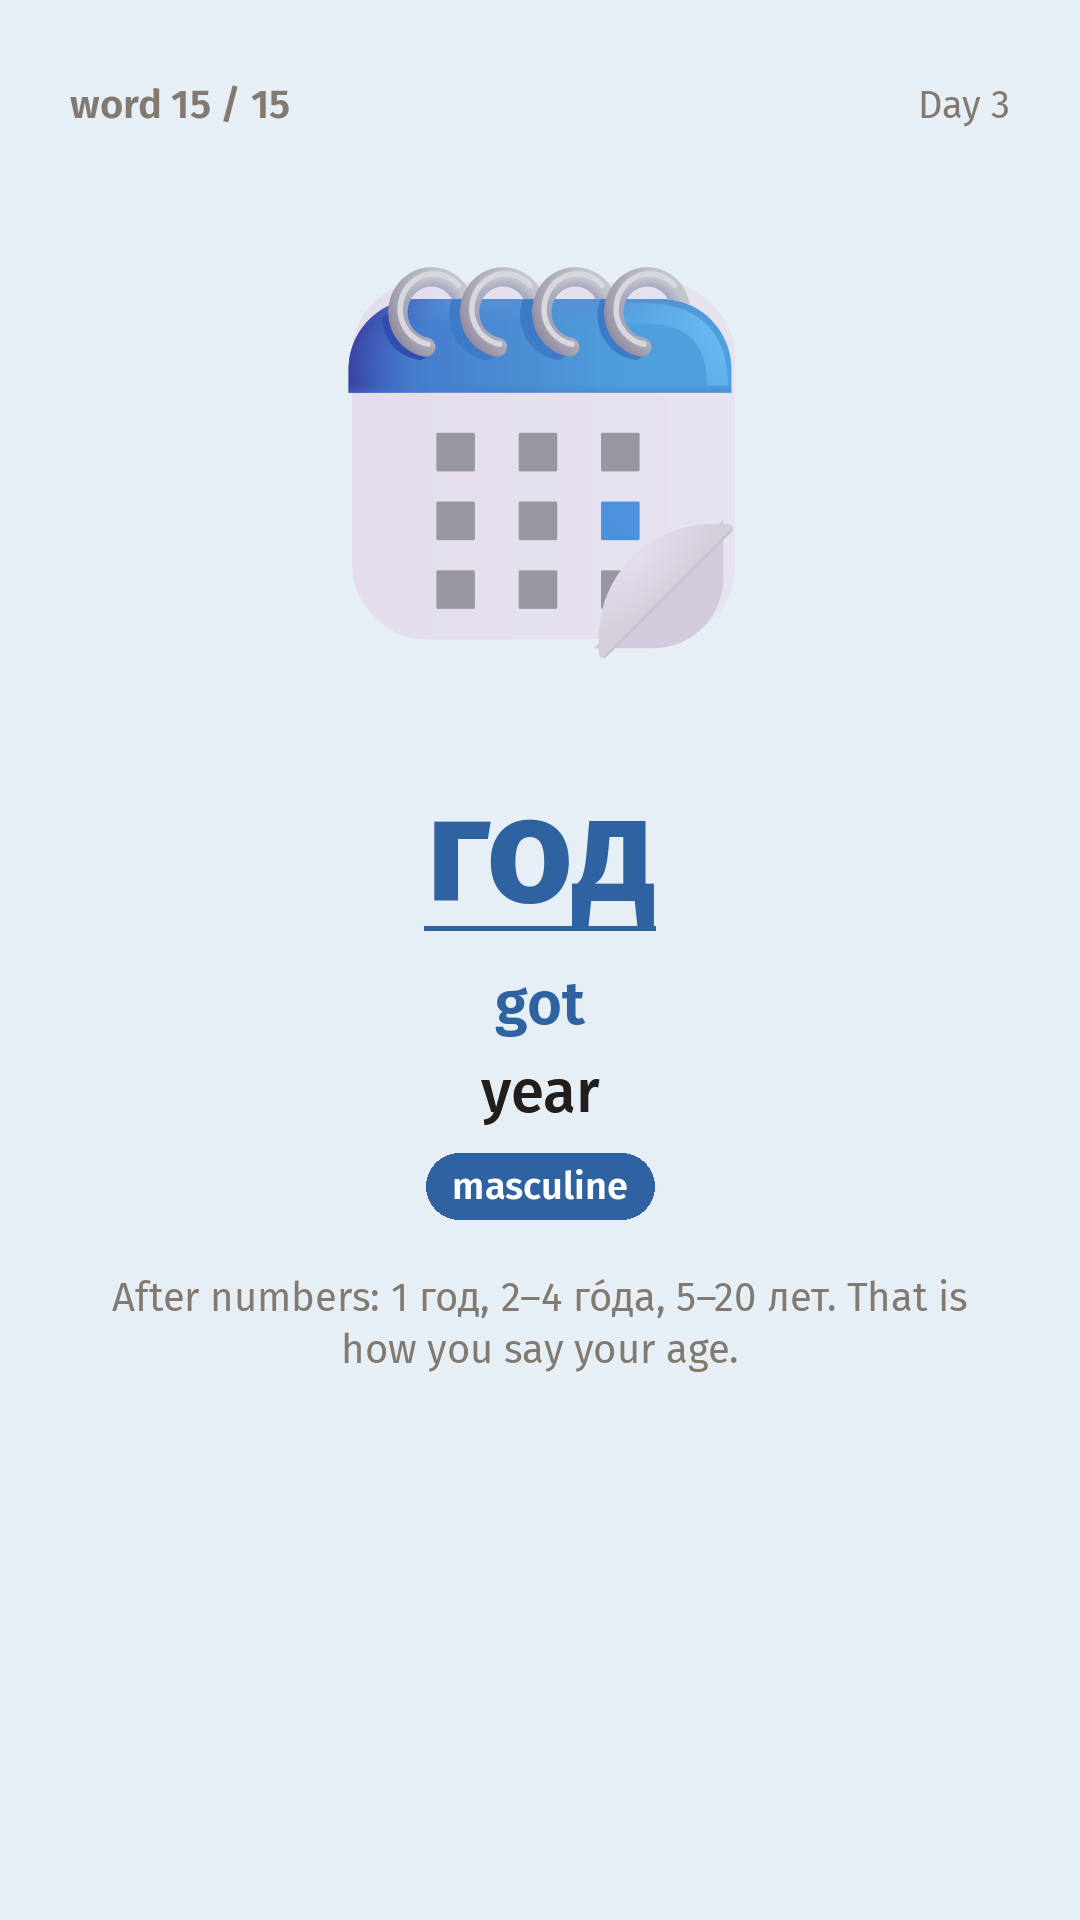 word 15 / 15
Day 3
год
got
year
masculine
After numbers: 1 год, 2–4 го́да, 5–20 лет. That is
how you say your age.